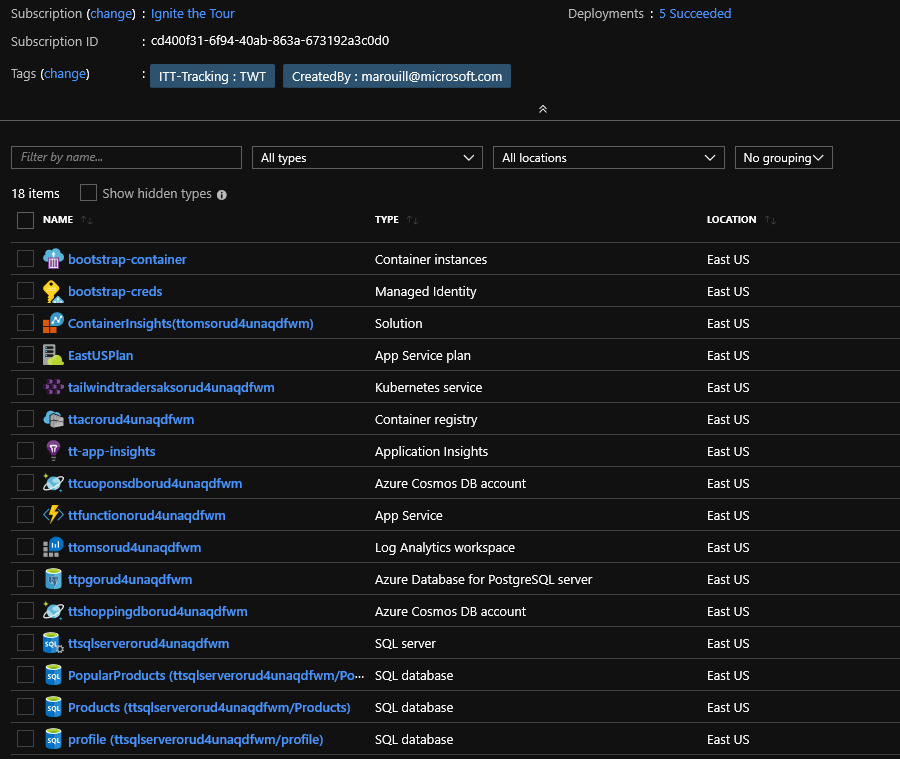 Subscription (change) : Ignite the Tour Deployments : 5 Succeeded
Subscription ID : cd400f31-6f94-40ab-863a-673192a3c0d0
Tags (change) : ITT-Tracking : TWT CreatedBy : marouill@microsoft.com
Filter by name... All types All locations No grouping
18 items Show hidden types
NAME TYPE LOCATION
bootstrap-container Container instances East US
bootstrap-creds Managed Identity East US
ContainerInsights(ttomsorud4unaqdfwm) Solution East US
EastUSPlan App Service plan East US
tailwindtradersaksorud4unaqdfwm Kubernetes service East US
ttacrorud4unaqdfwm Container registry East US
tt-app-insights Application Insights East US
ttcuoponsdborud4unaqdfwm Azure Cosmos DB account East US
ttfunctionorud4unaqdfwm App Service East US
ttomsorud4unaqdfwm Log Analytics workspace East US
ttpgorud4unaqdfwm Azure Database for PostgreSQL server East US
ttshoppingdborud4unaqdfwm Azure Cosmos DB account East US
ttsqlserverorud4unaqdfwm SQL server East US
PopularProducts (ttsqlserverorud4unaqdfwm/Po... SQL database East US
Products (ttsqlserverorud4unaqdfwm/Products) SQL database East US
profile (ttsqlserverorud4unaqdfwm/profile) SQL database East US